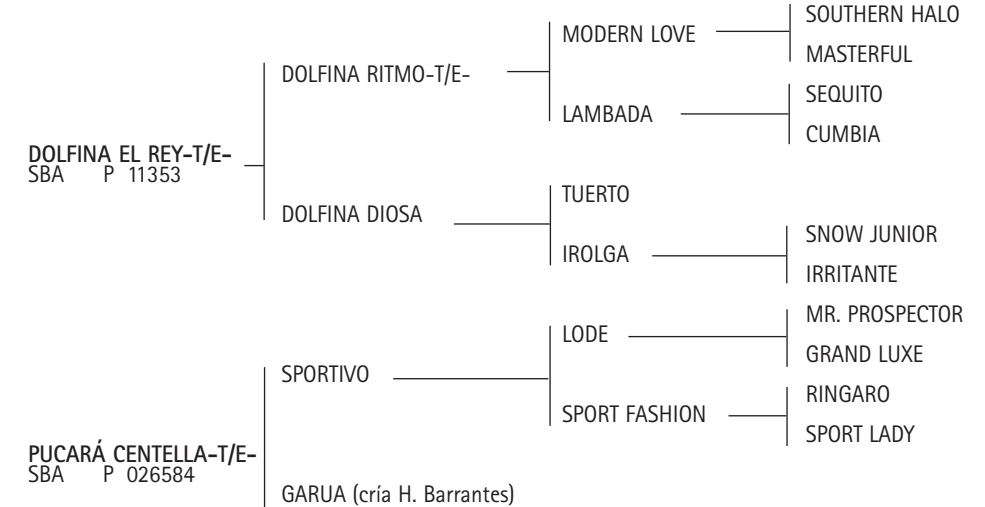 SOUTHERN HALO
MODERN LOVE
MASTERFUL
DOLFINA RITMO-T/E-
SEQUITO
LAMBADA
CUMBIA
DOLFINA EL REY-T/E-
SBA P 11353
TUERTO
DOLFINA DIOSA
SNOW JUNIOR
IROLGA
IRRITANTE
MR. PROSPECTOR
LODE
GRAND LUXE
SPORTIVO
RINGARO
SPORT FASHION
SPORT LADY
PUCARÁ CENTELLA-T/E-
SBA P 026584
GARUA (cría H. Barrantes)